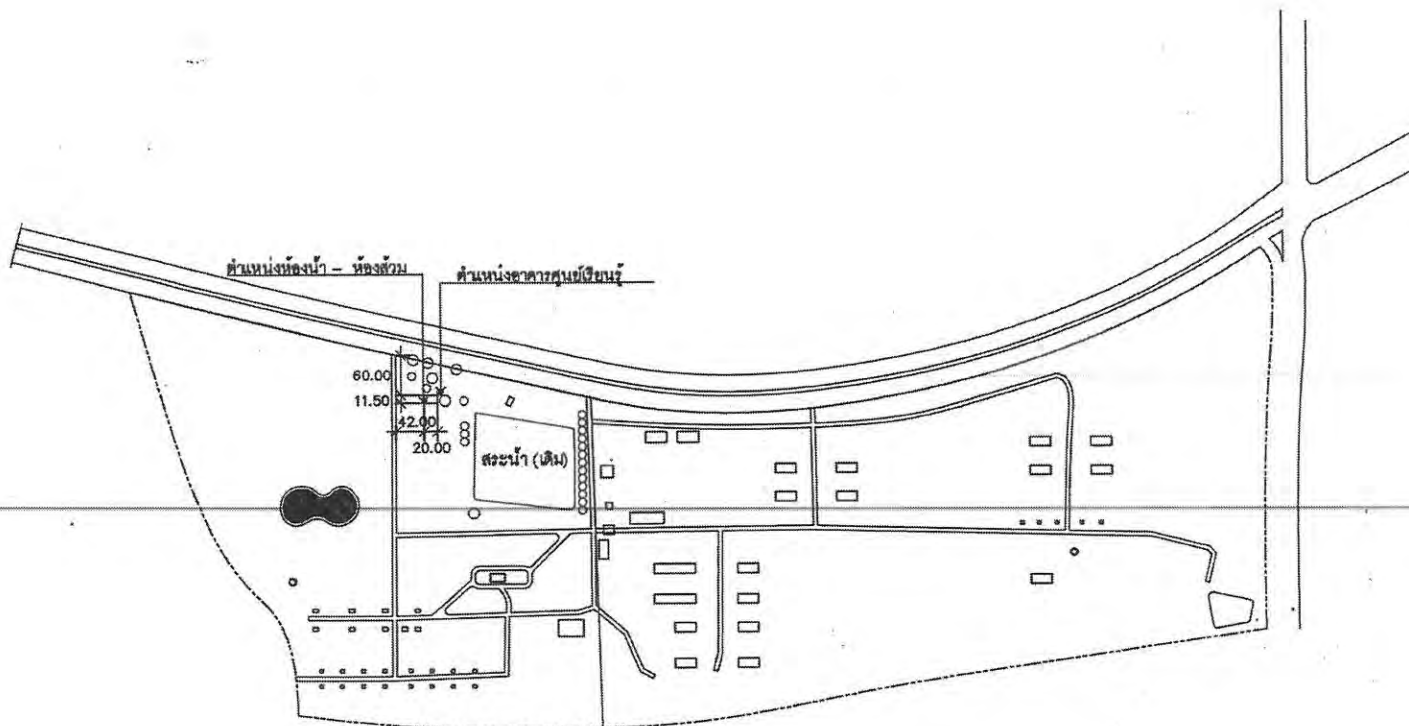 ตำแหน่งห้องน้ำ – ห้องส้วม
ตำแหน่งอาคารศูนย์เรียนรู้
60.00
11.50
42.00
20.00
สระน้ำ (เดิม)